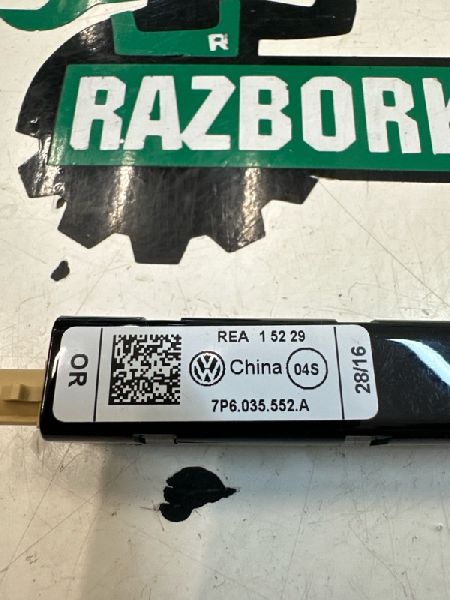 R
RAZBORK
REA 1 52 29
OR
China 04S
28/16
7P6.035.552.A